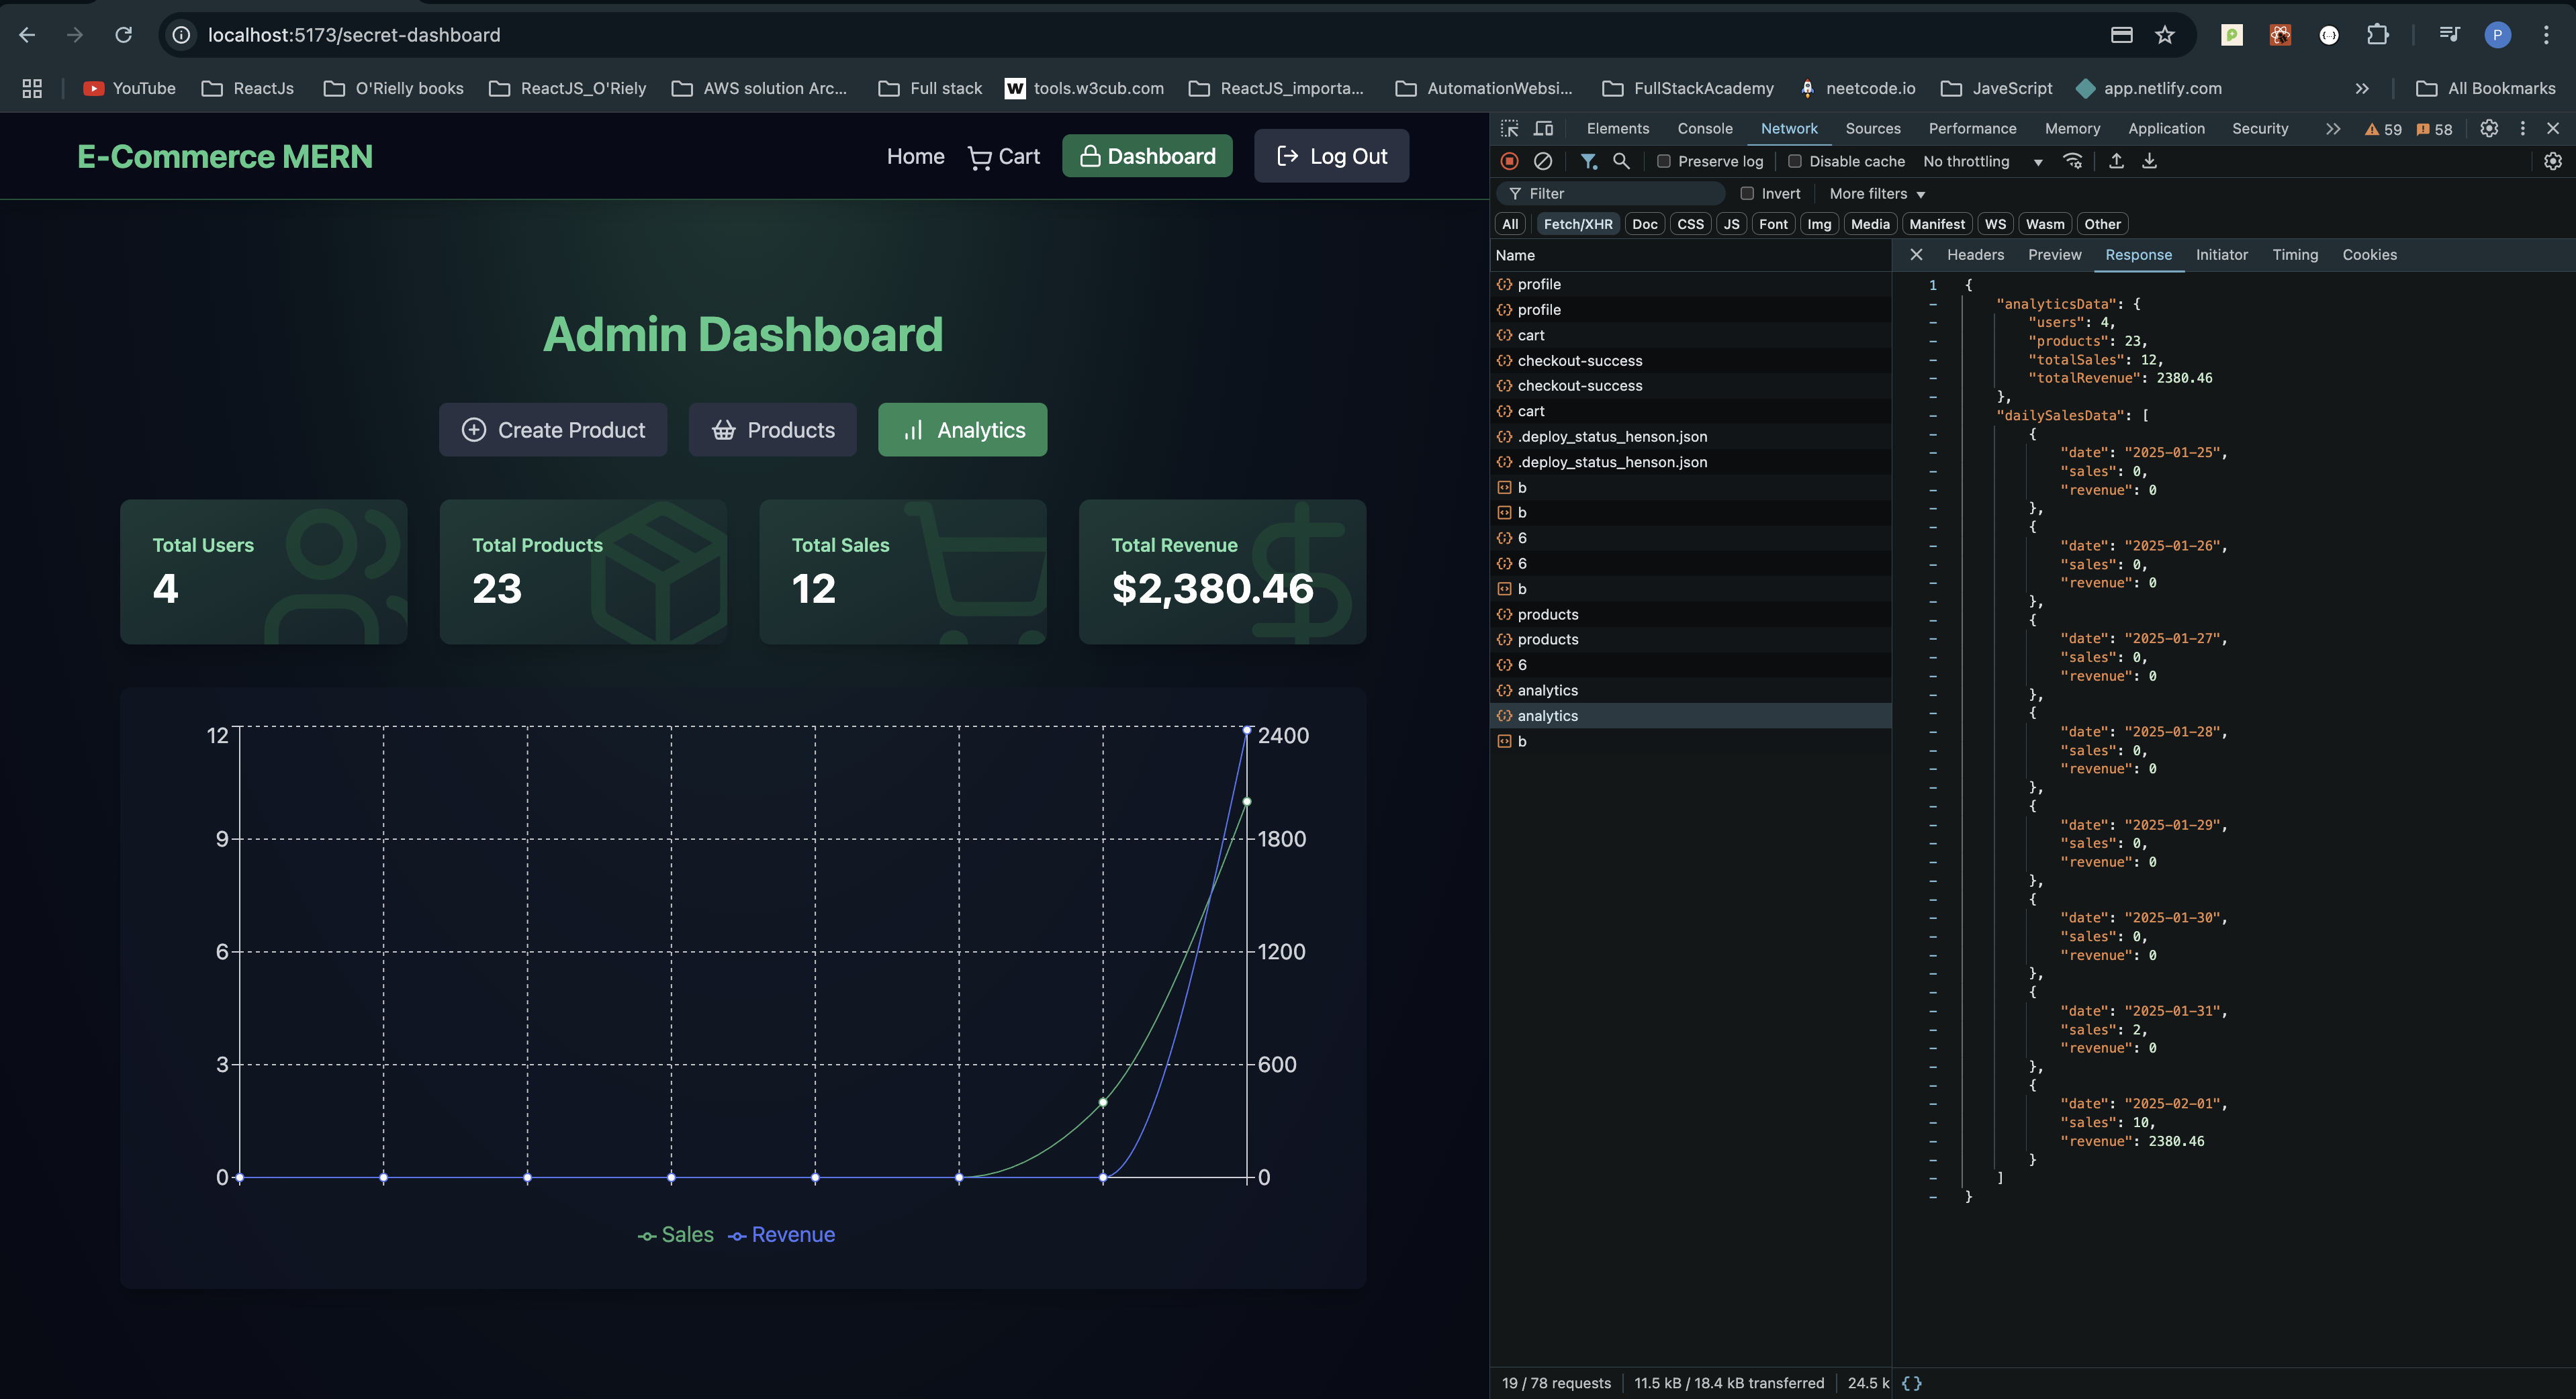 localhost:5173/secret-dashboard
P
YouTube ReactJs O'Rielly books ReactJS_O'Riely AWS solution Arc... Full stack W tools.w3cub.com ReactJS_importa... AutomationWebsi... FullStackAcademy neetcode.io JaveScript app.netlify.com All Bookmarks
E-Commerce MERN
Home Cart Dashboard Log Out
Admin Dashboard
Create Product Products Analytics
Total Users
4
Total Products
23
Total Sales
12
Total Revenue
$2,380.46
12 2400
9 1800
6 1200
3 600
0 0
Sales Revenue
Elements Console Network Sources Performance Memory Application Security 59 58
Preserve log Disable cache No throttling
Filter Invert More filters
All Fetch/XHR Doc CSS JS Font Img Media Manifest WS Wasm Other
Name
profile
profile
cart
checkout-success
checkout-success
cart
.deploy_status_henson.json
.deploy_status_henson.json
b
b
6
6
b
products
products
6
analytics
analytics
b
19 / 78 requests 11.5 kB / 18.4 kB transferred 24.5 k
Headers Preview Response Initiator Timing Cookies
1 {
- "analyticsData": {
- "users": 4,
- "products": 23,
- "totalSales": 12,
- "totalRevenue": 2380.46
- },
- "dailySalesData": [
- {
- "date": "2025-01-25",
- "sales": 0,
- "revenue": 0
- },
- {
- "date": "2025-01-26",
- "sales": 0,
- "revenue": 0
- },
- {
- "date": "2025-01-27",
- "sales": 0,
- "revenue": 0
- },
- {
- "date": "2025-01-28",
- "sales": 0,
- "revenue": 0
- },
- {
- "date": "2025-01-29",
- "sales": 0,
- "revenue": 0
- },
- {
- "date": "2025-01-30",
- "sales": 0,
- "revenue": 0
- },
- {
- "date": "2025-01-31",
- "sales": 2,
- "revenue": 0
- },
- {
- "date": "2025-02-01",
- "sales": 10,
- "revenue": 2380.46
- }
- ]
- }
{}